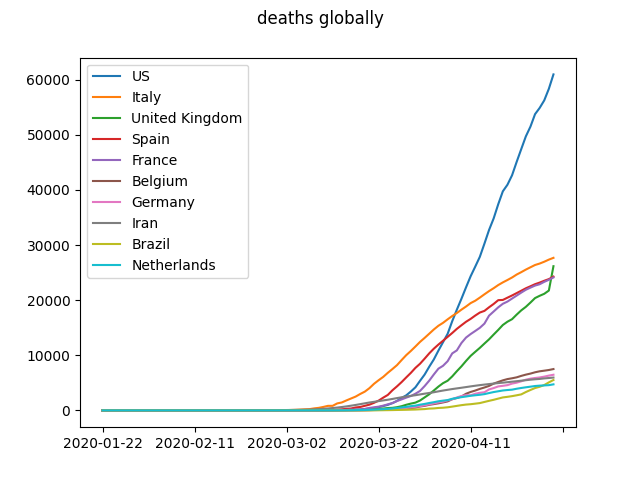 deaths globally
60000
50000
40000
30000
20000
10000
0
US
Italy
United Kingdom
Spain
France
Belgium
Germany
Iran
Brazil
Netherlands
2020-01-22 2020-02-11 2020-03-02 2020-03-22 2020-04-11